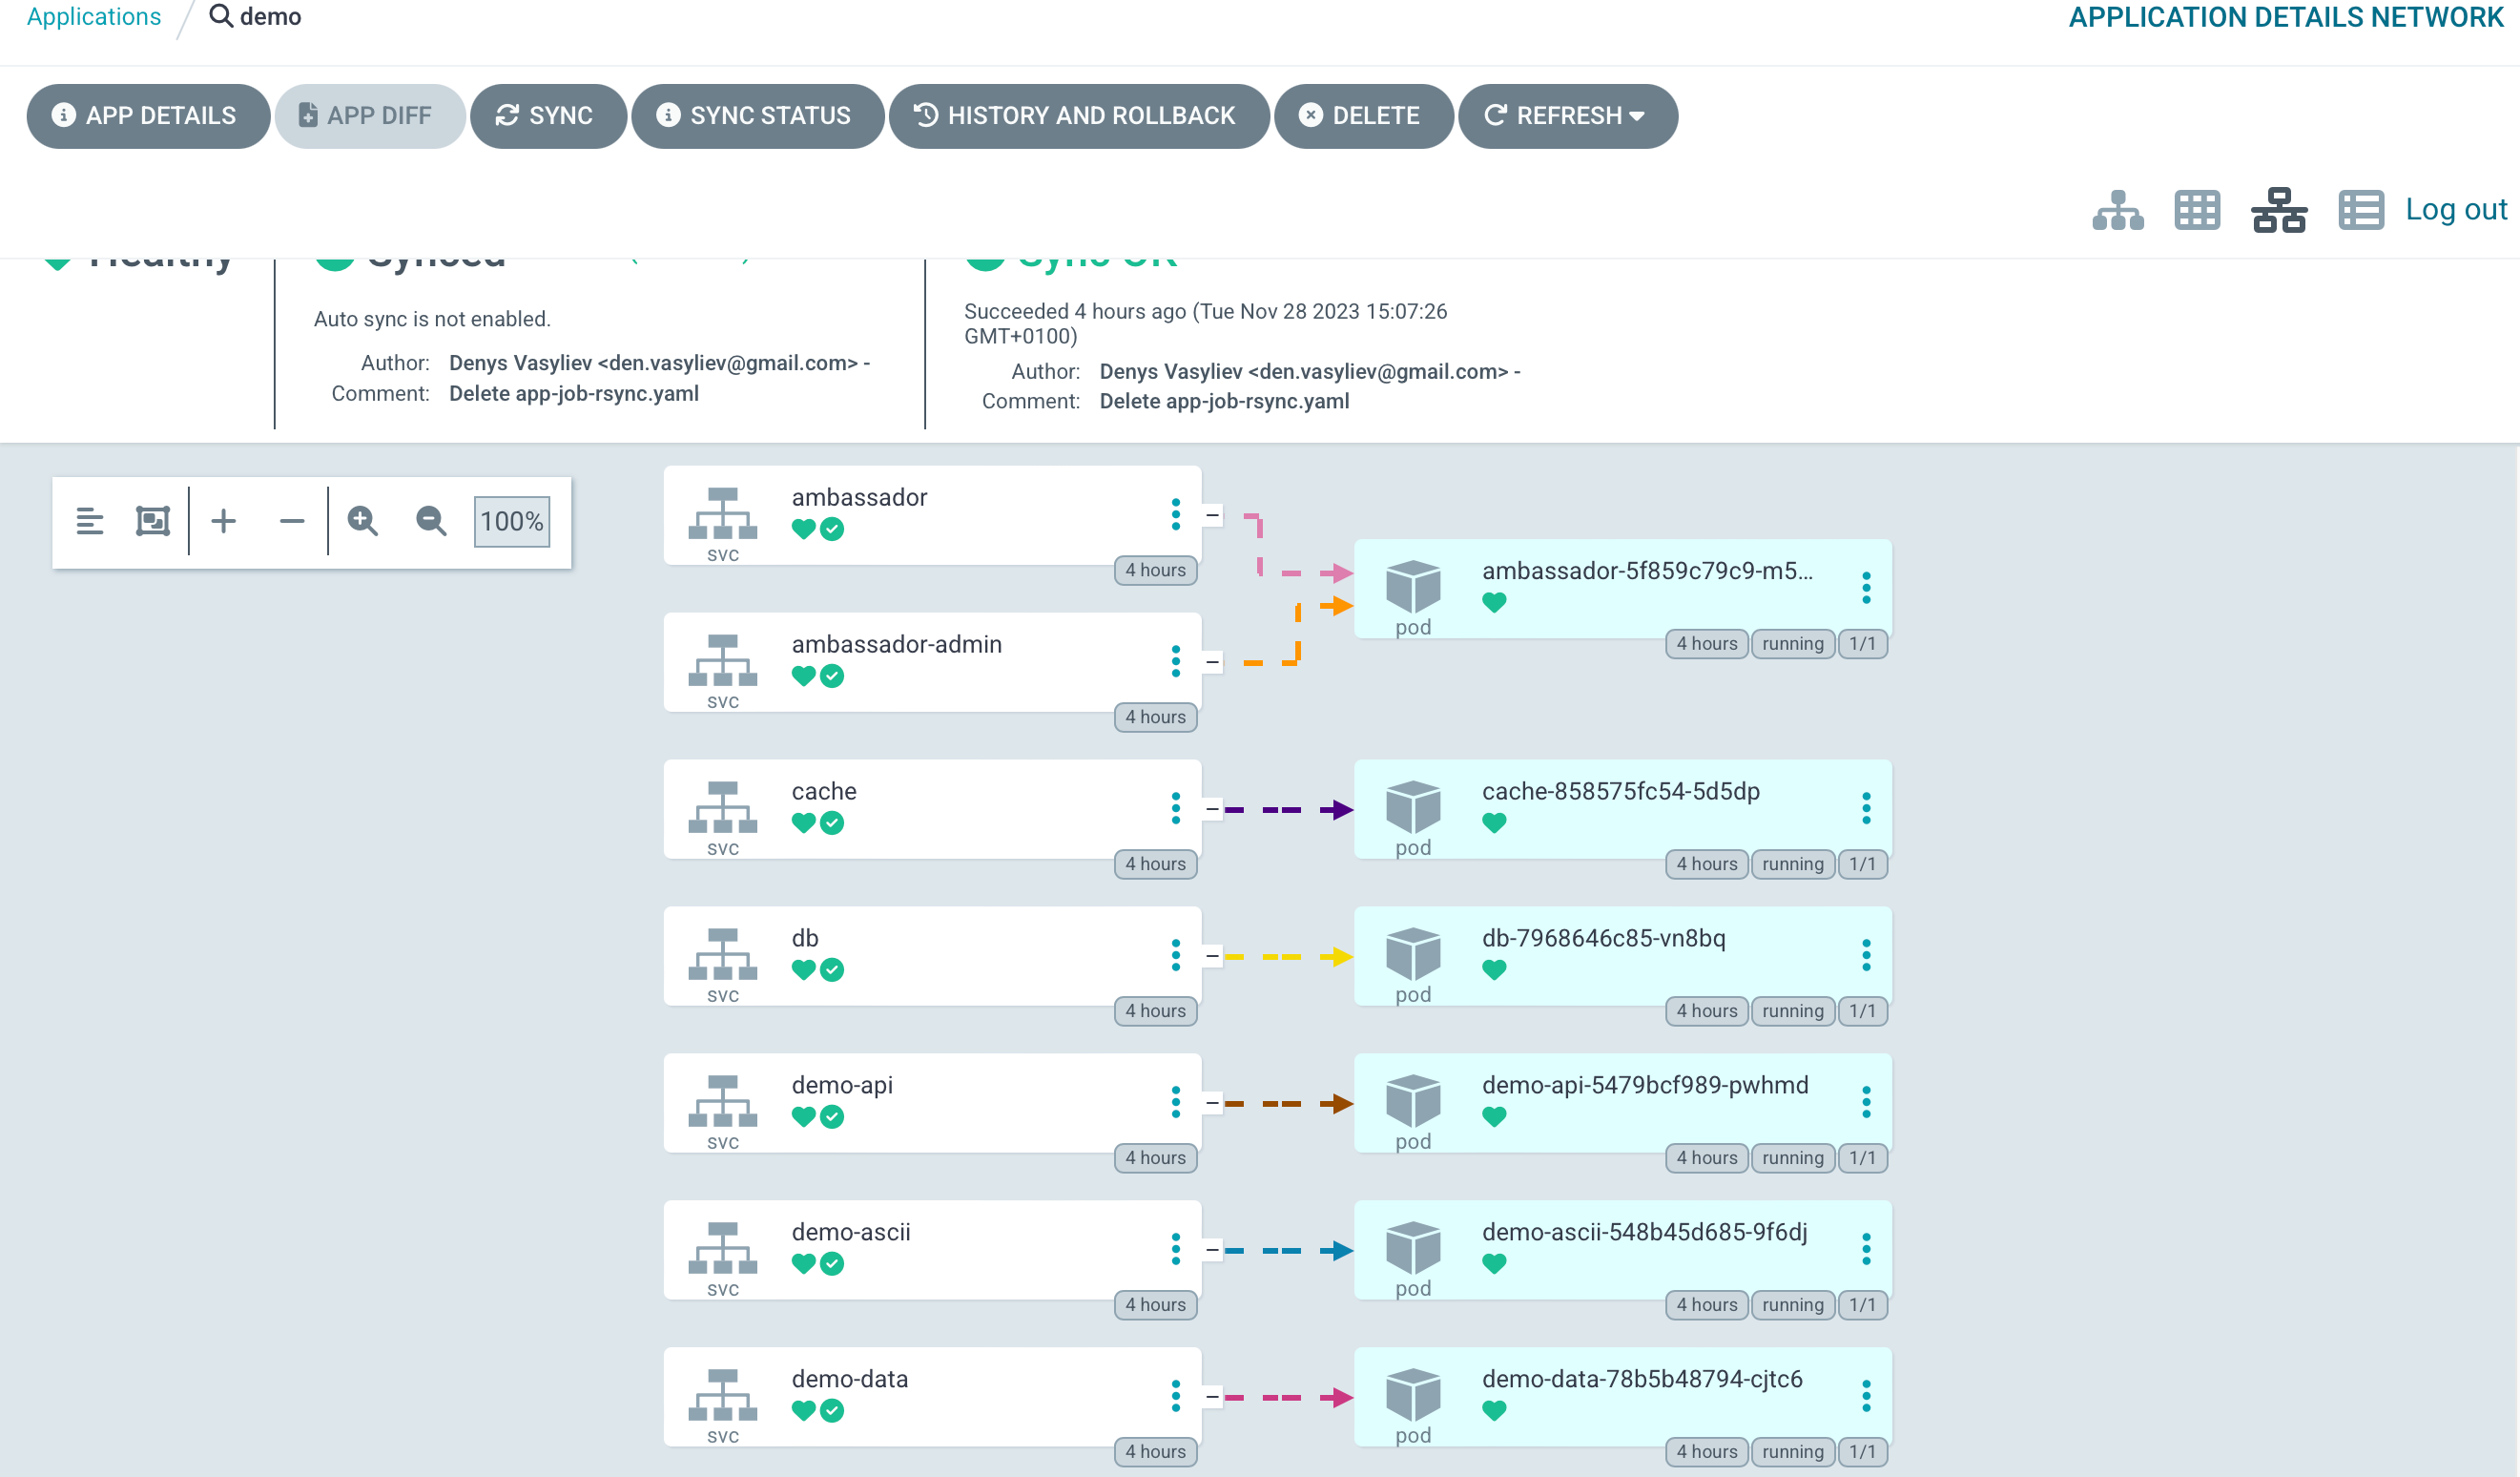 Applications
demo
APPLICATION DETAILS NETWORK
APP DETAILS
APP DIFF
SYNC
SYNC STATUS
HISTORY AND ROLLBACK
DELETE
REFRESH
Log out
Healthy
Synced
Sync OK
Auto sync is not enabled.
Author: Denys Vasyliev <den.vasyliev@gmail.com> -
Comment: Delete app-job-rsync.yaml
Succeeded 4 hours ago (Tue Nov 28 2023 15:07:26
GMT+0100)
Author: Denys Vasyliev <den.vasyliev@gmail.com> -
Comment: Delete app-job-rsync.yaml
100%
ambassador
svc
4 hours
ambassador-5f859c79c9-m5...
pod
4 hours running 1/1
ambassador-admin
svc
4 hours
cache
svc
4 hours
cache-858575fc54-5d5dp
pod
4 hours running 1/1
db
svc
4 hours
db-7968646c85-vn8bq
pod
4 hours running 1/1
demo-api
svc
4 hours
demo-api-5479bcf989-pwhmd
pod
4 hours running 1/1
demo-ascii
svc
4 hours
demo-ascii-548b45d685-9f6dj
pod
4 hours running 1/1
demo-data
svc
4 hours
demo-data-78b5b48794-cjtc6
pod
4 hours running 1/1